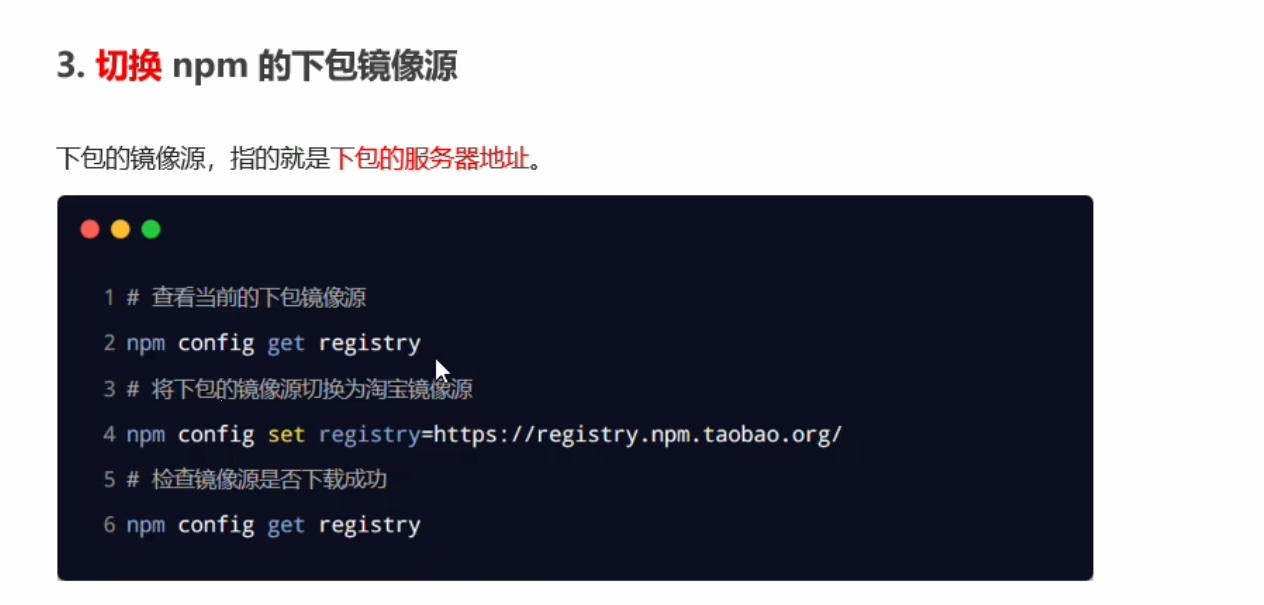 3. 切换 npm 的下包镜像源
下包的镜像源，指的就是下包的服务器地址。
1 # 查看当前的下包镜像源
2 npm config get registry
3 # 将下包的镜像源切换为淘宝镜像源
4 npm config set registry=https://registry.npm.taobao.org/
5 # 检查镜像源是否下载成功
6 npm config get registry